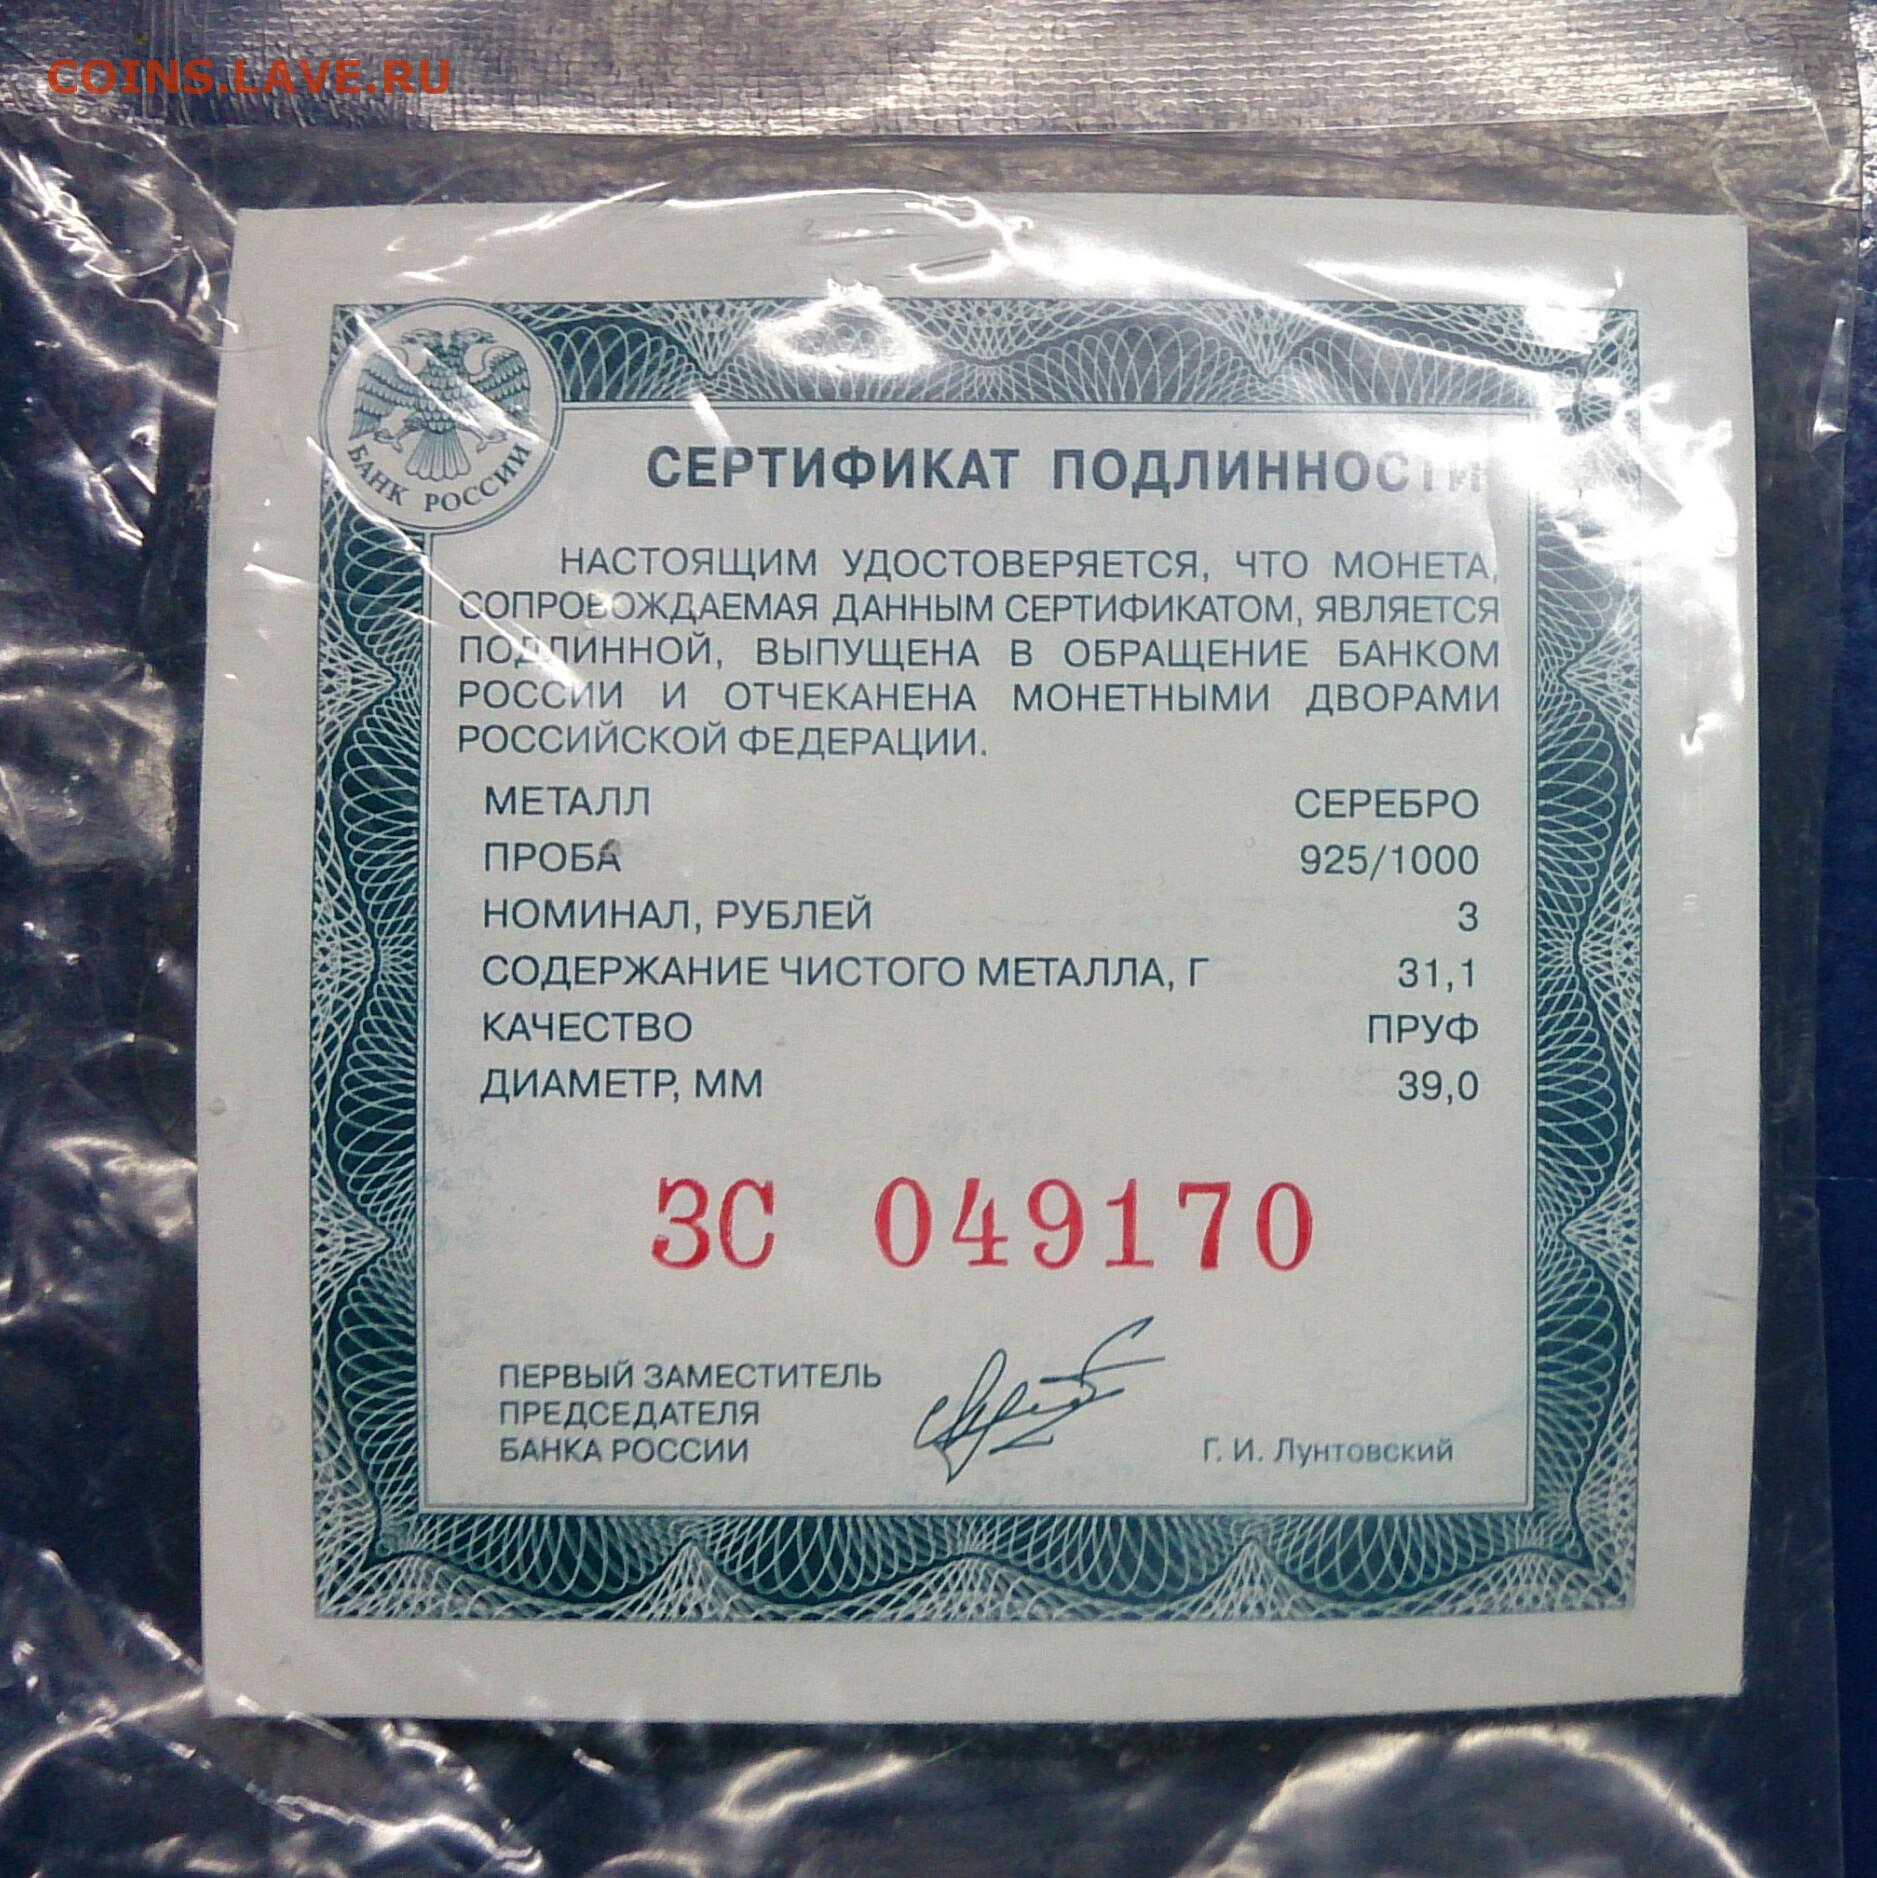 COINS.LAVE.RU
БАНК РОССИИ
СЕРТИФИКАТ ПОДЛИННОСТИ
НАСТОЯЩИМ УДОСТОВЕРЯЕТСЯ, ЧТО МОНЕТА,
СОПРОВОЖДАЕМАЯ ДАННЫМ СЕРТИФИКАТОМ, ЯВЛЯЕТСЯ
ПОДЛИННОЙ, ВЫПУЩЕНА В ОБРАЩЕНИЕ БАНКОМ
РОССИИ И ОТЧЕКАНЕНА МОНЕТНЫМИ ДВОРАМИ
РОССИЙСКОЙ ФЕДЕРАЦИИ.
МЕТАЛЛ СЕРЕБРО
ПРОБА 925/1000
НОМИНАЛ, РУБЛЕЙ 3
СОДЕРЖАНИЕ ЧИСТОГО МЕТАЛЛА, Г 31,1
КАЧЕСТВО ПРУФ
ДИАМЕТР, ММ 39,0
ЗС 049170
ПЕРВЫЙ ЗАМЕСТИТЕЛЬ
ПРЕДСЕДАТЕЛЯ
БАНКА РОССИИ Г. И. Лунтовский